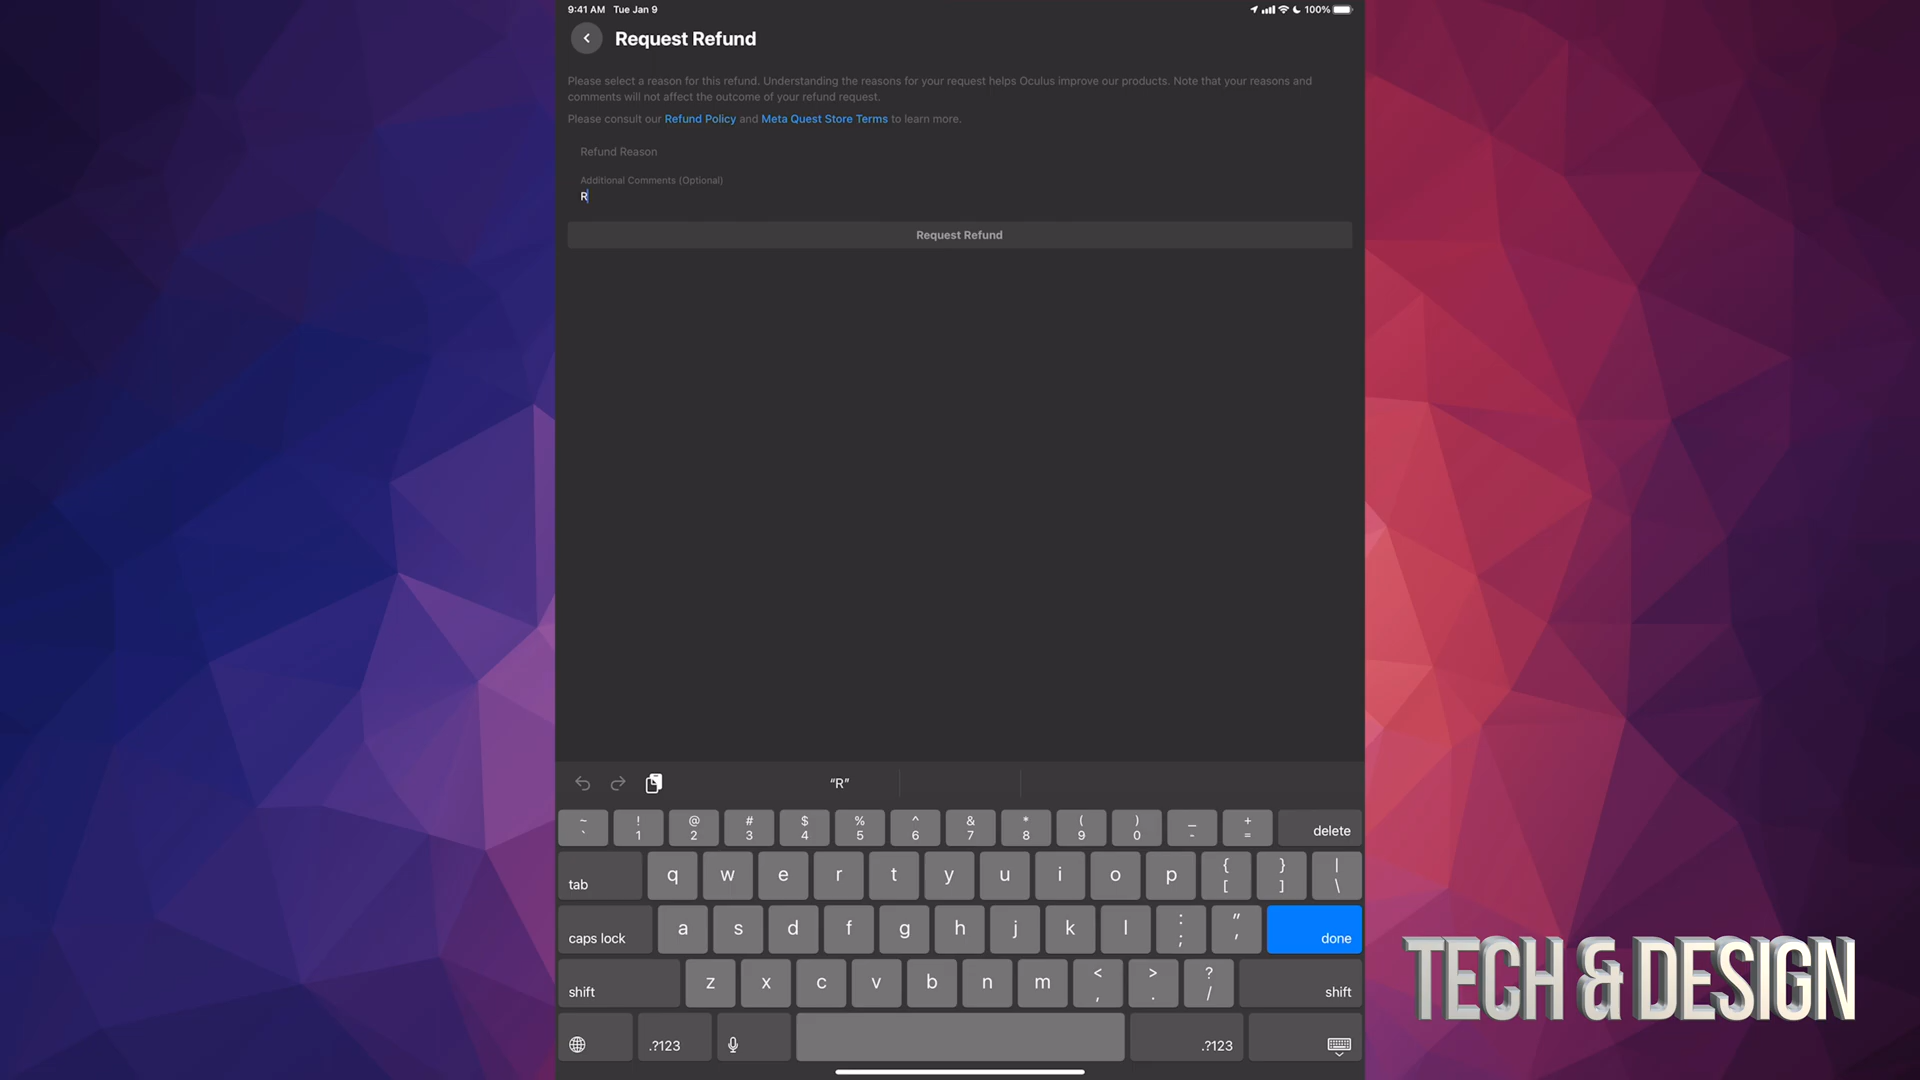 9:41 AM Tue Jan 9
100%
Request Refund
Please select a reason for this refund. Understanding the reasons for your request helps Oculus improve our products. Note that your reasons and
comments will not affect the outcome of your refund request.
Please consult our Refund Policy and Meta Quest Store Terms to learn more.
Refund Reason
Additional Comments (Optional)
R
Request Refund
“R”
~ ! @ # $ % ^ & * ( ) _ +
` 1 2 3 4 5 6 7 8 9 0 - = delete
tab q w e r t y u i o p { [ } ] | \
caps lock a s d f g h j k l : ; " ' done
shift z x c v b n m < , > . ? / shift
.?123 .?123
TECH & DESIGN